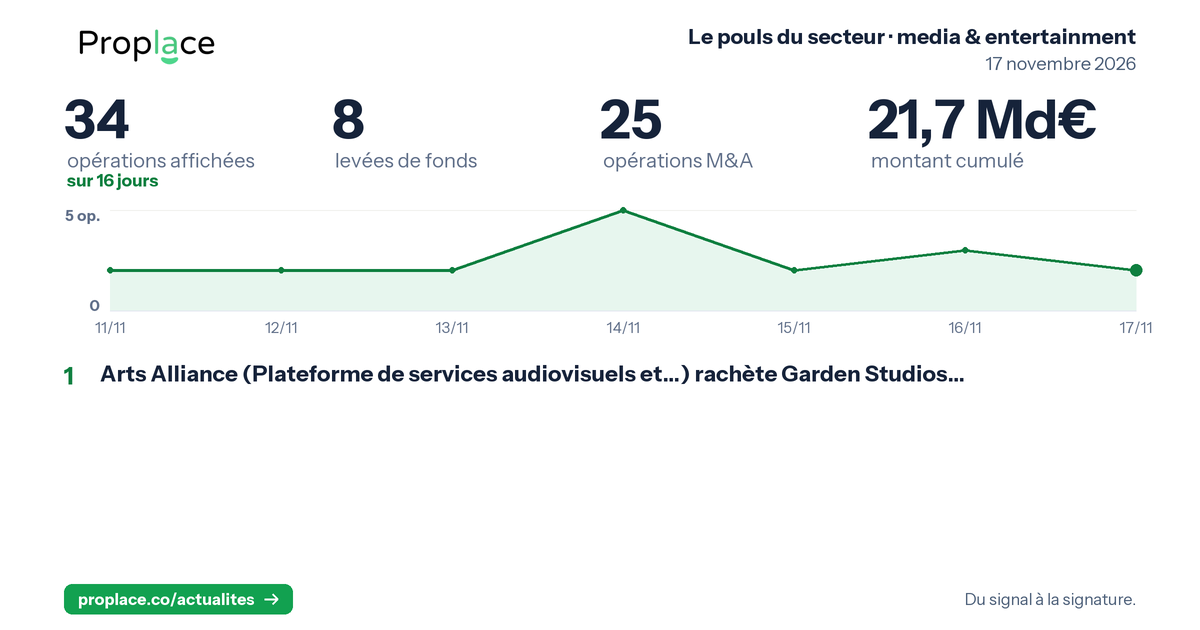 Proplace
Le pouls du secteur · media & entertainment
17 novembre 2026
34
opérations affichées
sur 16 jours
8
levées de fonds
25
opérations M&A
21,7 Md€
montant cumulé
5 op.
0
11/11
12/11
13/11
14/11
15/11
16/11
17/11
1 Arts Alliance (Plateforme de services audiovisuels et...) rachète Garden Studios...
proplace.co/actualites →
Du signal à la signature.